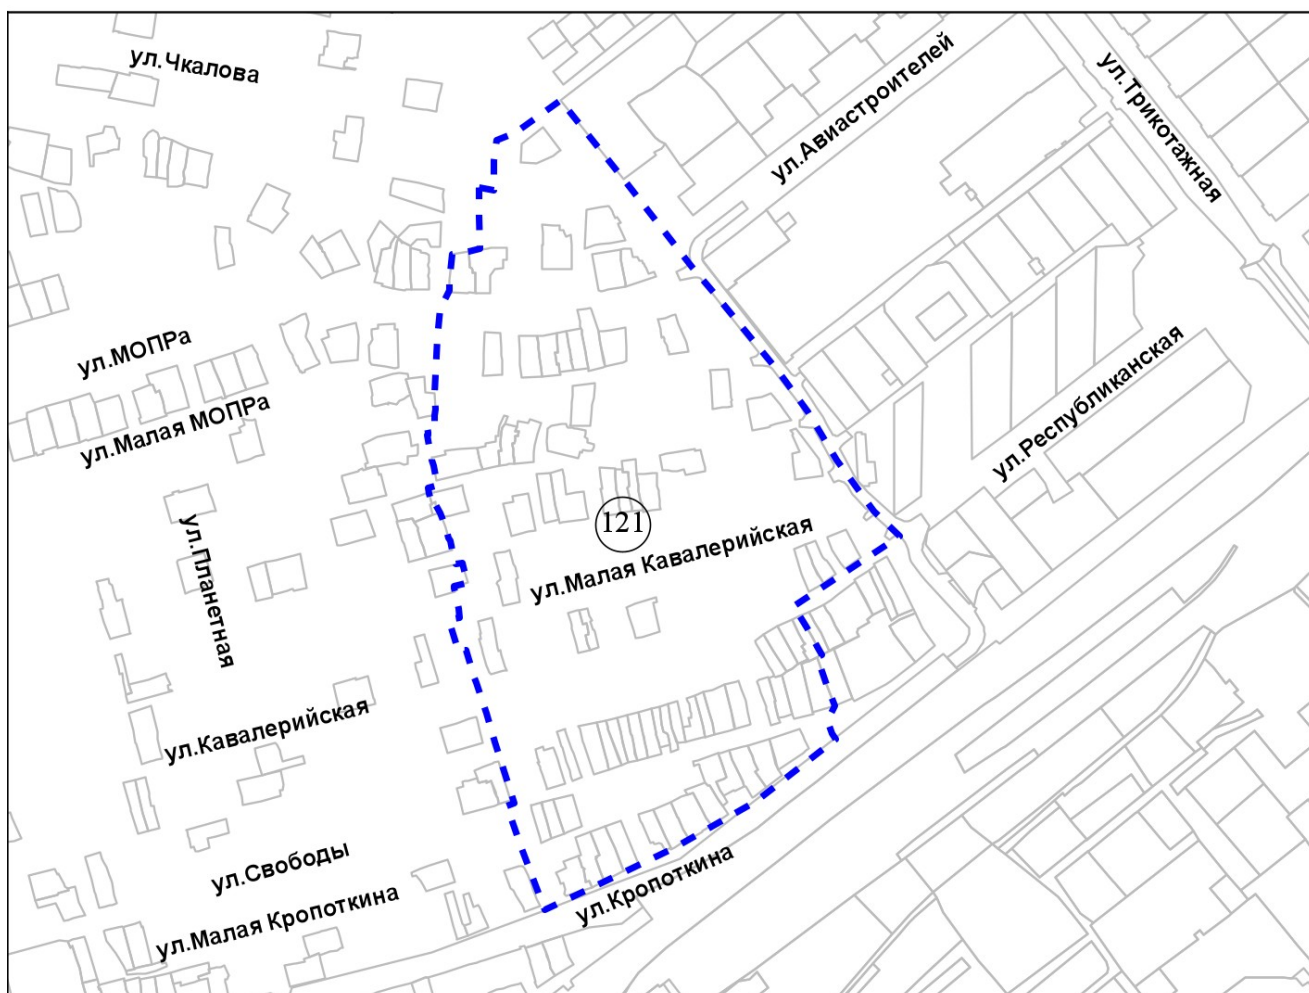 ул.Чкалова
ул.Авиастроителей
ул.Трикотажная
ул.МОПРа
ул.Малая МОПРа
ул.Республиканская
121
ул.Планетная
ул.Малая Кавалерийская
ул.Кавалерийская
ул.Свободы
ул.Кропоткина
ул.Малая Кропоткина